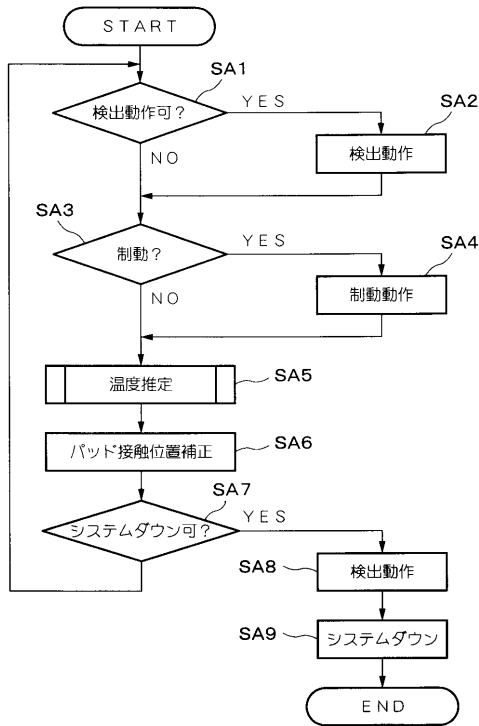 START
SA1
検出動作可？
YES
SA2
検出動作
NO
SA3
制動？
YES
SA4
制動動作
NO
温度推定
SA5
パッド接触位置補正
SA6
SA7
システムダウン可？
YES
SA8
検出動作
SA9
システムダウン
END